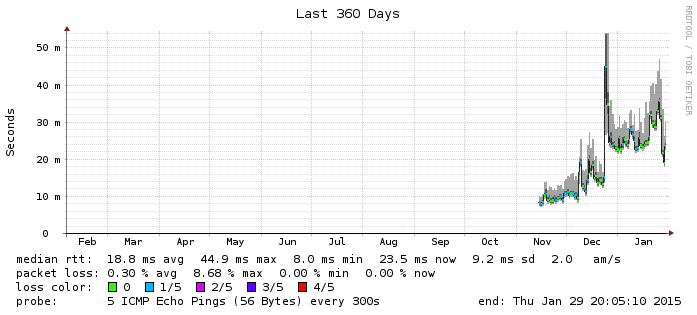 Last 360 Days
RRDTOOL / TOBI OETIKER
Seconds
50 m
40 m
30 m
20 m
10 m
0
Feb Mar Apr May Jun Jul Aug Sep Oct Nov Dec Jan
median rtt: 18.8 ms avg 44.9 ms max 8.0 ms min 23.5 ms now 9.2 ms sd 2.0 am/s
packet loss: 0.30 % avg 8.68 % max 0.00 % min 0.00 % now
loss color: 0 1/5 2/5 3/5 4/5
probe: 5 ICMP Echo Pings (56 Bytes) every 300s end: Thu Jan 29 20:05:10 2015